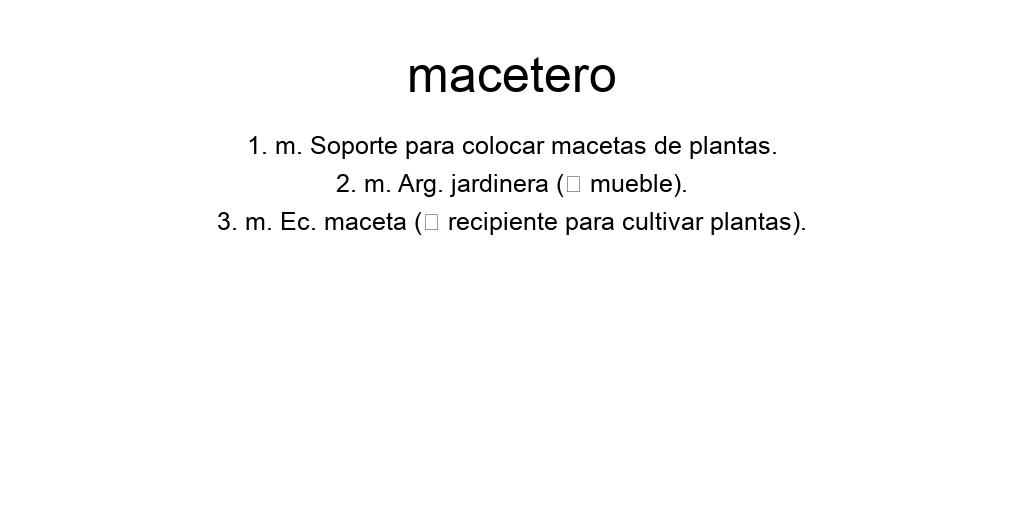 macetero
1. m. Soporte para colocar macetas de plantas.
2. m. Arg. jardinera (□ mueble).
3. m. Ec. maceta (□ recipiente para cultivar plantas).